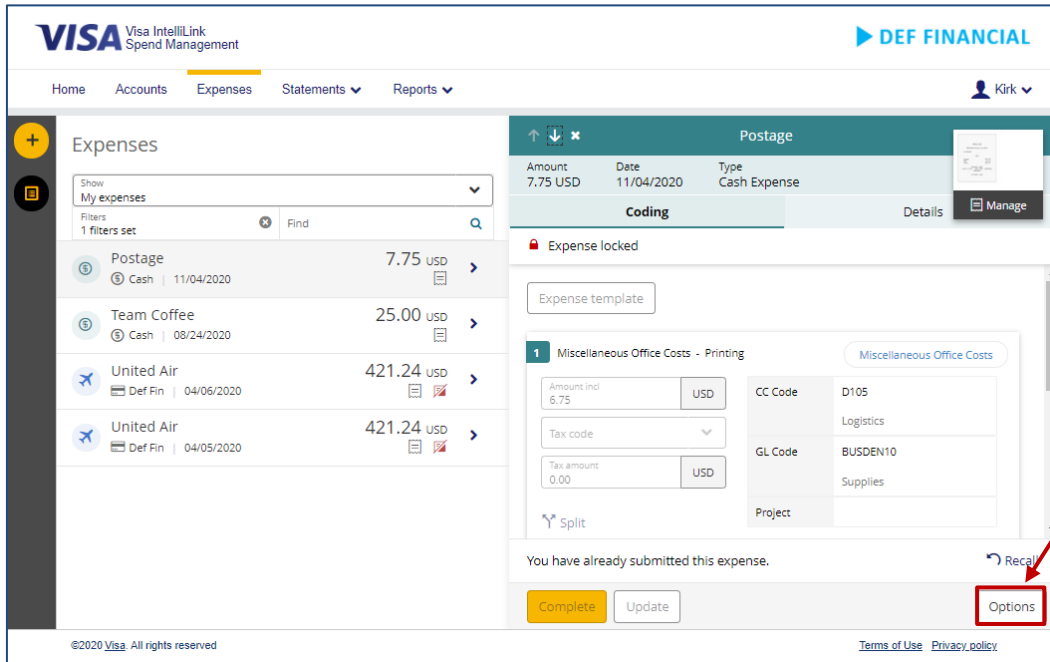 VISA Visa IntelliLink
Spend Management
DEF FINANCIAL
Home Accounts Expenses Statements Reports Kirk
Expenses
Show
My expenses
Filters
1 filters set
Find
Postage 7.75 USD
Cash | 11/04/2020
Team Coffee 25.00 USD
Cash | 08/24/2020
United Air 421.24 USD
Def Fin | 04/06/2020
United Air 421.24 USD
Def Fin | 04/05/2020
Postage
Amount Date Type
7.75 USD 11/04/2020 Cash Expense
Manage
Coding Details
Expense locked
Expense template
1 Miscellaneous Office Costs - Printing Miscellaneous Office Costs
Amount incl
6.75 USD
Tax code
Tax amount
0.00 USD
Split
CC Code D105
Logistics
GL Code BUSDEN10
Supplies
Project
You have already submitted this expense. Recall
Complete Update Options
©2020 Visa. All rights reserved Terms of Use Privacy policy